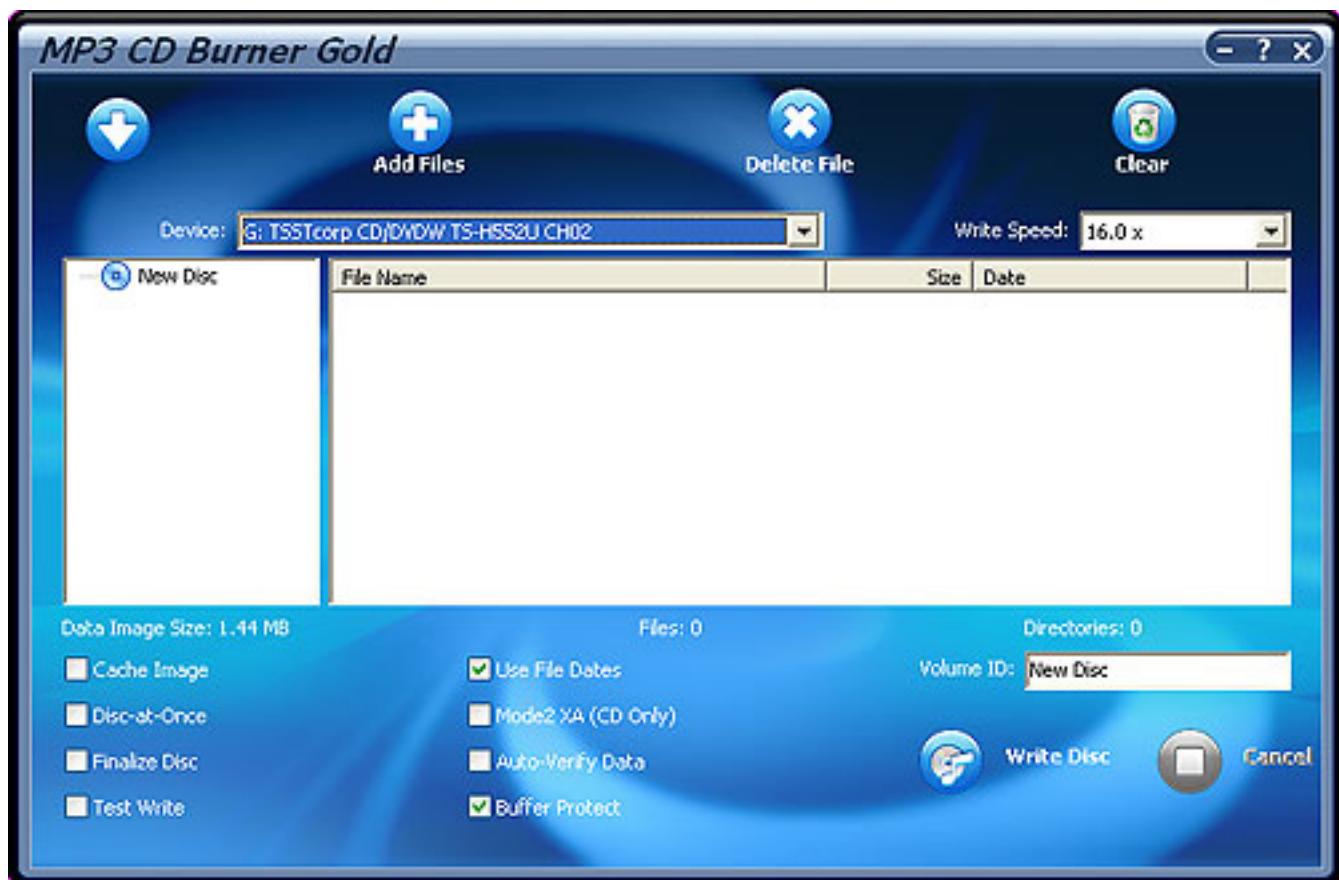 MP3 CD Burner Gold
Add Files
Delete File
Clear
Device: G: TSSTcorp CD/DVDW TS-H552U CH02
Write Speed: 16.0 x
New Disc
File Name Size Date
Data Image Size: 1.44 MB
Files: 0
Directories: 0
Cache Image
Use File Dates
Volume ID: New Disc
Disc-at-Once
Mode2 XA (CD Only)
Finalize Disc
Auto-Verify Data
Write Disc
Cancel
Test Write
Buffer Protect